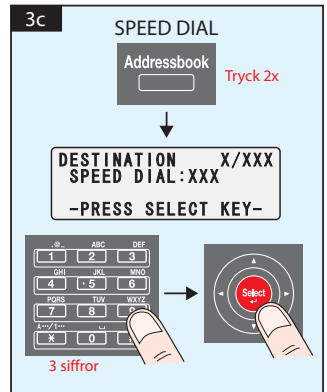 3c
SPEED DIAL
Addressbook
Tryck 2x
DESTINATION X/XXX
SPEED DIAL:XXX
-PRESS SELECT KEY-
.@_ ABC DEF
1 2 3
GHI JKL MNO
4 ·5 6
PQRS TUV WXYZ
7 8
A···/1···
0
Select
3 siffror